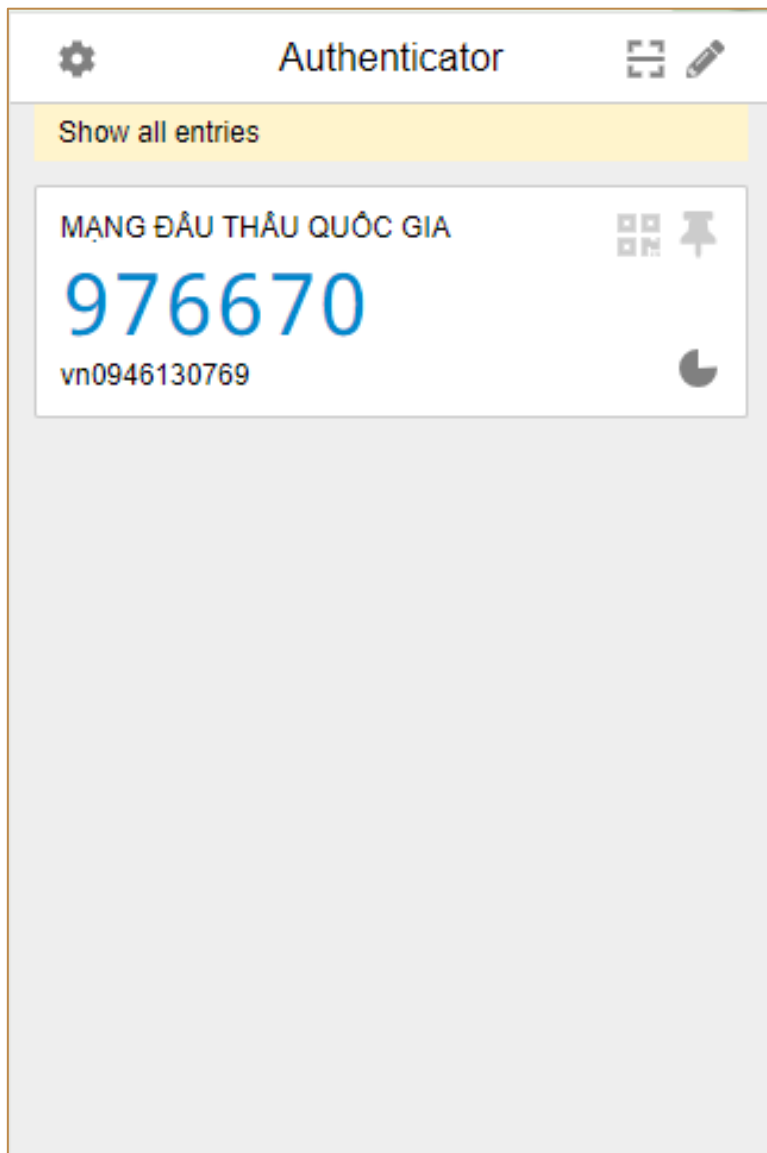 Authenticator
Show all entries
MẠNG ĐẤU THẦU QUỐC GIA
976670
vn0946130769